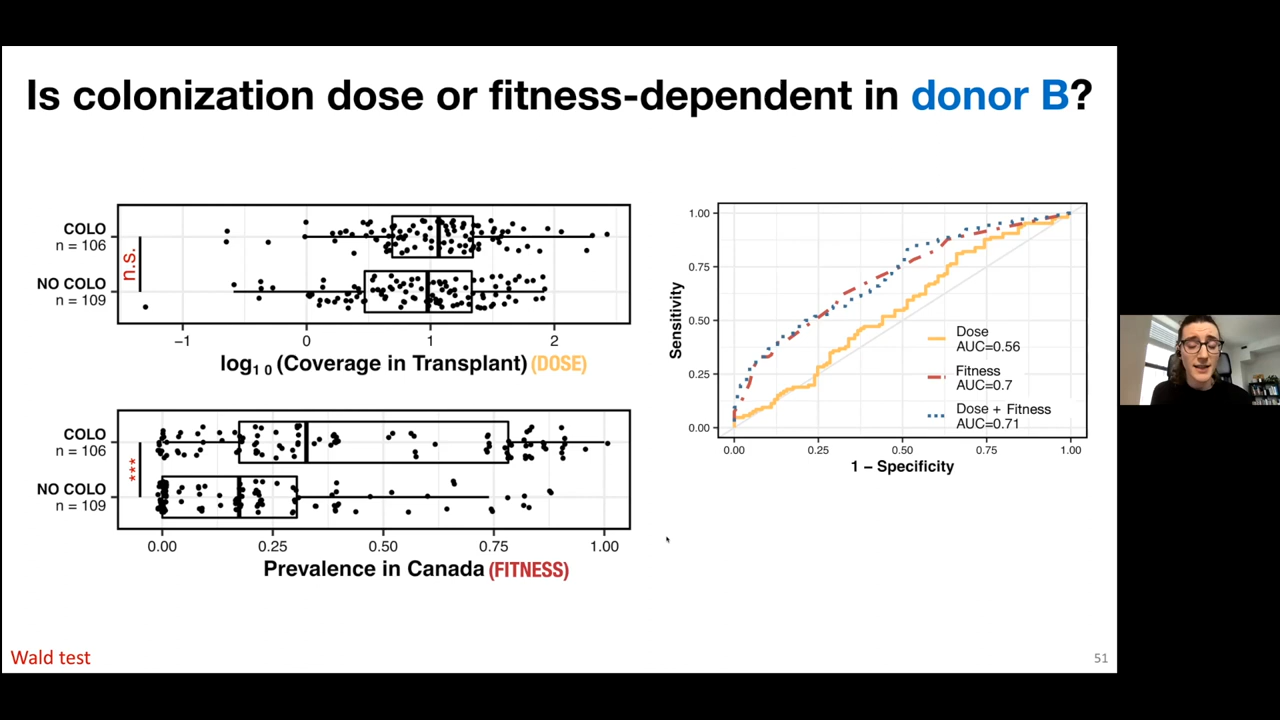 Is colonization dose or fitness-dependent in donor B?
COLO
n = 106
NO COLO
n = 109
n.s.
−1 0 1 2
log₁₀ (Coverage in Transplant) (DOSE)
COLO
n = 106
NO COLO
n = 109
***
0.00 0.25 0.50 0.75 1.00
Prevalence in Canada (FITNESS)
Sensitivity
1.00
0.75
0.50
0.25
0.00
Dose
AUC=0.56
Fitness
AUC=0.7
Dose + Fitness
AUC=0.71
0.00 0.25 0.50 0.75 1.00
1 − Specificity
Wald test
51